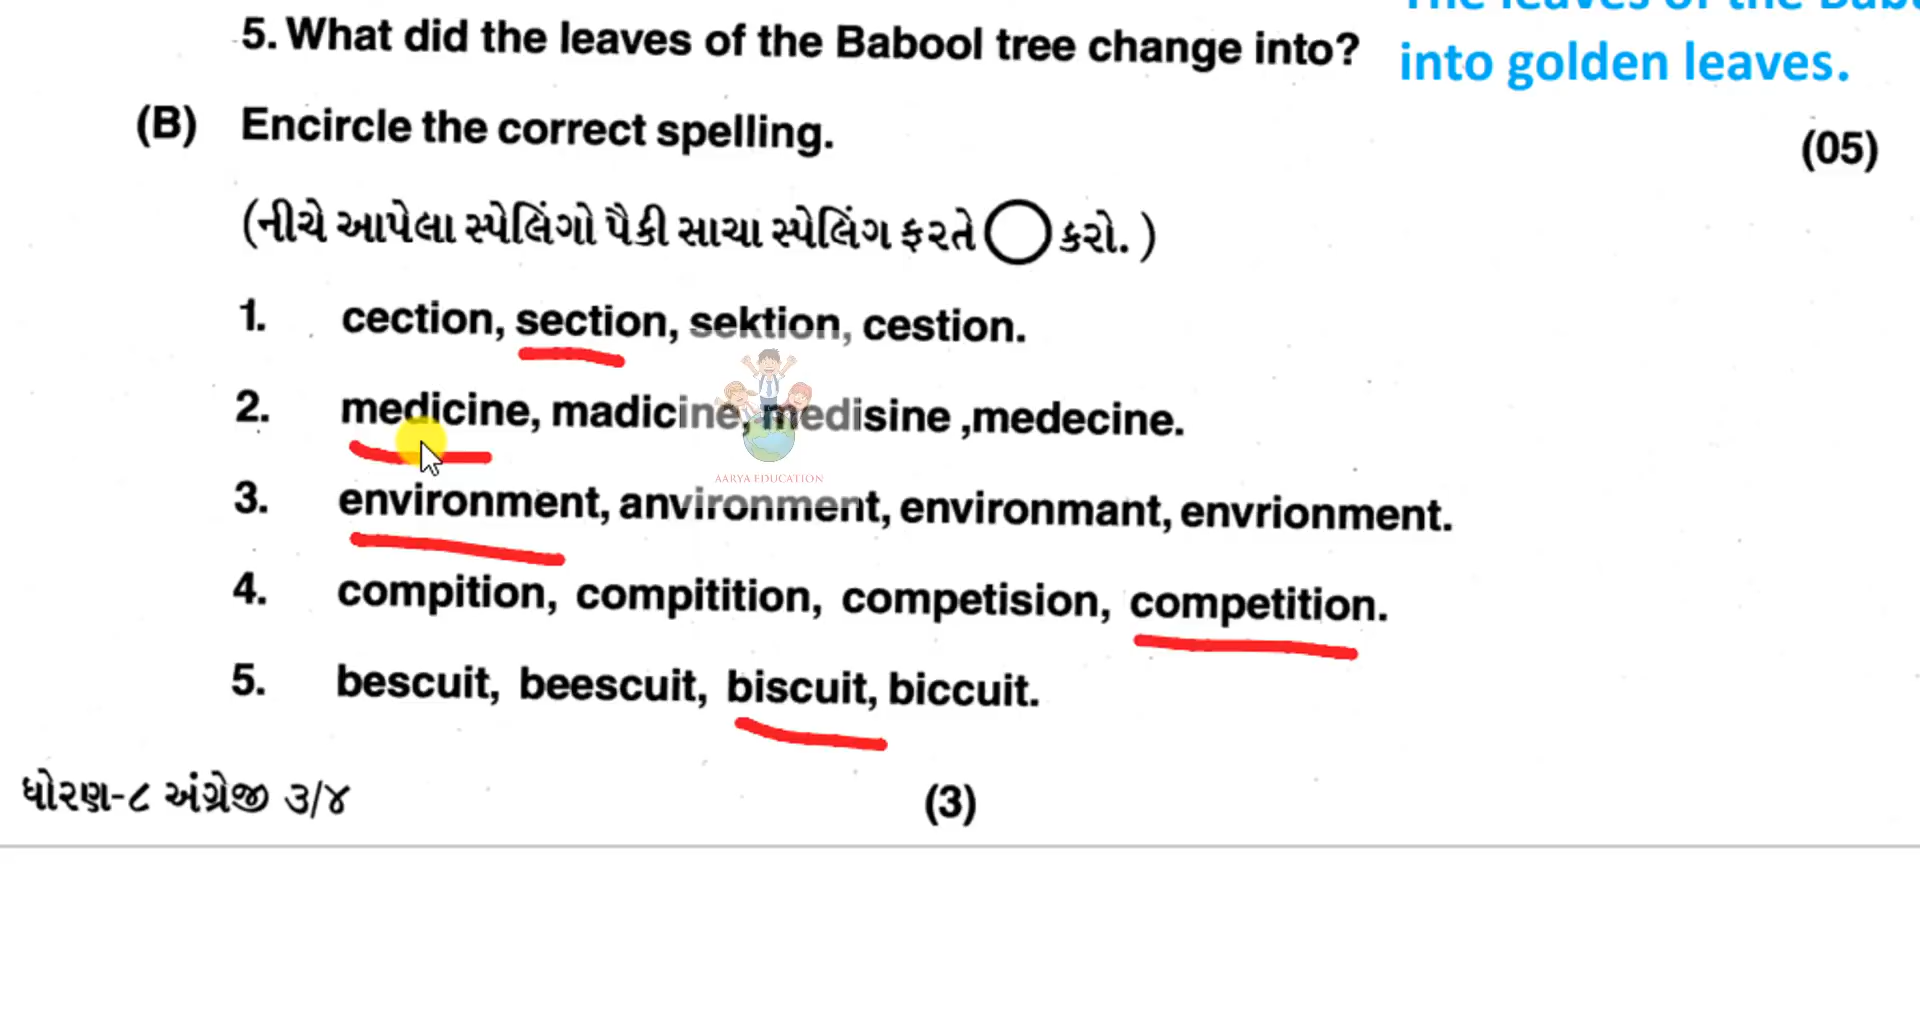 5. What did the leaves of the Babool tree change into?
into golden leaves.
(B) Encircle the correct spelling.
(05)
(નીચે આપેલા સ્પેલિંગો પૈકી સાચા સ્પેલિંગ ફરતે ◯ કરો. )
1. cection, section, sektion, cestion.
2. medicine, madicine, medisine ,medecine.
AARYA EDUCATION
3. environment, anvironment, environmant, envrionment.
4. compition, compitition, competision, competition.
5. bescuit, beescuit, biscuit, biccuit.
ધોરણ-૮ અંગ્રેજી ૩/૪
(3)